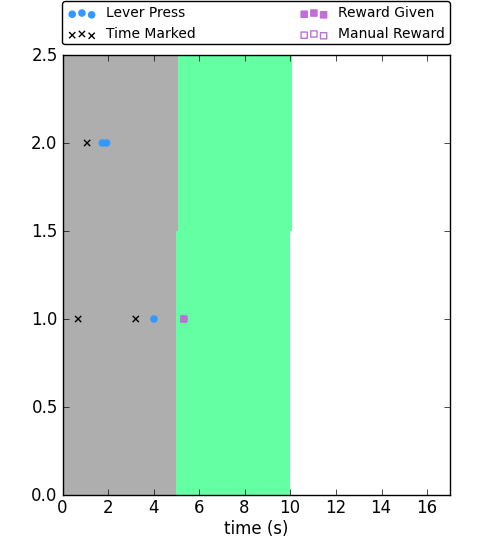 Lever Press
Reward Given
Time Marked
Manual Reward
2.5
2.0
1.5
1.0
0.5
0.0
0 2 4 6 8 10 12 14 16
time (s)